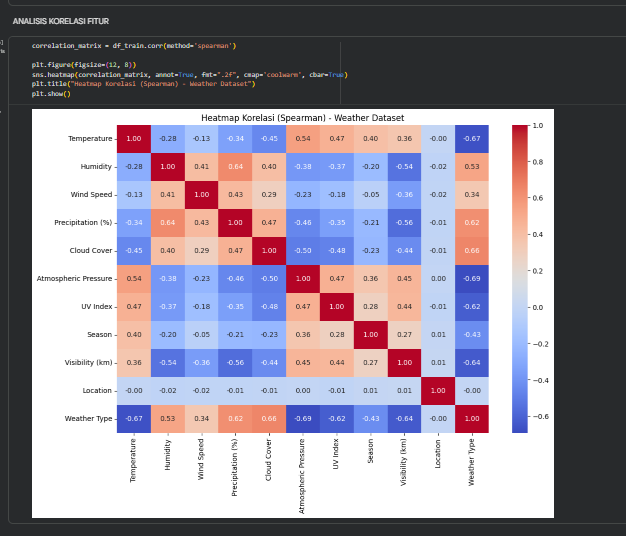 ANALISIS KORELASI FITUR
correlation_matrix = df_train.corr(method='spearman')
plt.figure(figsize=(12, 8))
sns.heatmap(correlation_matrix, annot=True, fmt=".2f", cmap='coolwarm', cbar=True)
plt.title("Heatmap Korelasi (Spearman) - Weather Dataset")
plt.show()
Heatmap Korelasi (Spearman) - Weather Dataset
Temperature 1.00 -0.28 -0.13 -0.34 -0.45 0.54 0.47 0.40 0.36 -0.00 -0.67
Humidity -0.28 1.00 0.41 0.64 0.40 -0.38 -0.37 -0.20 -0.54 -0.02 0.53
Wind Speed -0.13 0.41 1.00 0.43 0.29 -0.23 -0.18 -0.05 -0.36 -0.02 0.34
Precipitation (%) -0.34 0.64 0.43 1.00 0.47 -0.46 -0.35 -0.21 -0.56 -0.01 0.62
Cloud Cover -0.45 0.40 0.29 0.47 1.00 -0.50 -0.48 -0.23 -0.44 -0.01 0.66
Atmospheric Pressure 0.54 -0.38 -0.23 -0.46 -0.50 1.00 0.47 0.36 0.45 0.00 -0.69
UV Index 0.47 -0.37 -0.18 -0.35 -0.48 0.47 1.00 0.28 0.44 -0.01 -0.62
Season 0.40 -0.20 -0.05 -0.21 -0.23 0.36 0.28 1.00 0.27 0.01 -0.43
Visibility (km) 0.36 -0.54 -0.36 -0.56 -0.44 0.45 0.44 0.27 1.00 0.01 -0.64
Location -0.00 -0.02 -0.02 -0.01 -0.01 0.00 -0.01 0.01 0.01 1.00 -0.00
Weather Type -0.67 0.53 0.34 0.62 0.66 -0.69 -0.62 -0.43 -0.64 -0.00 1.00
Temperature
Humidity
Wind Speed
Precipitation (%)
Cloud Cover
Atmospheric Pressure
UV Index
Season
Visibility (km)
Location
Weather Type
1.0
0.8
0.6
0.4
0.2
0.0
−0.2
−0.4
−0.6